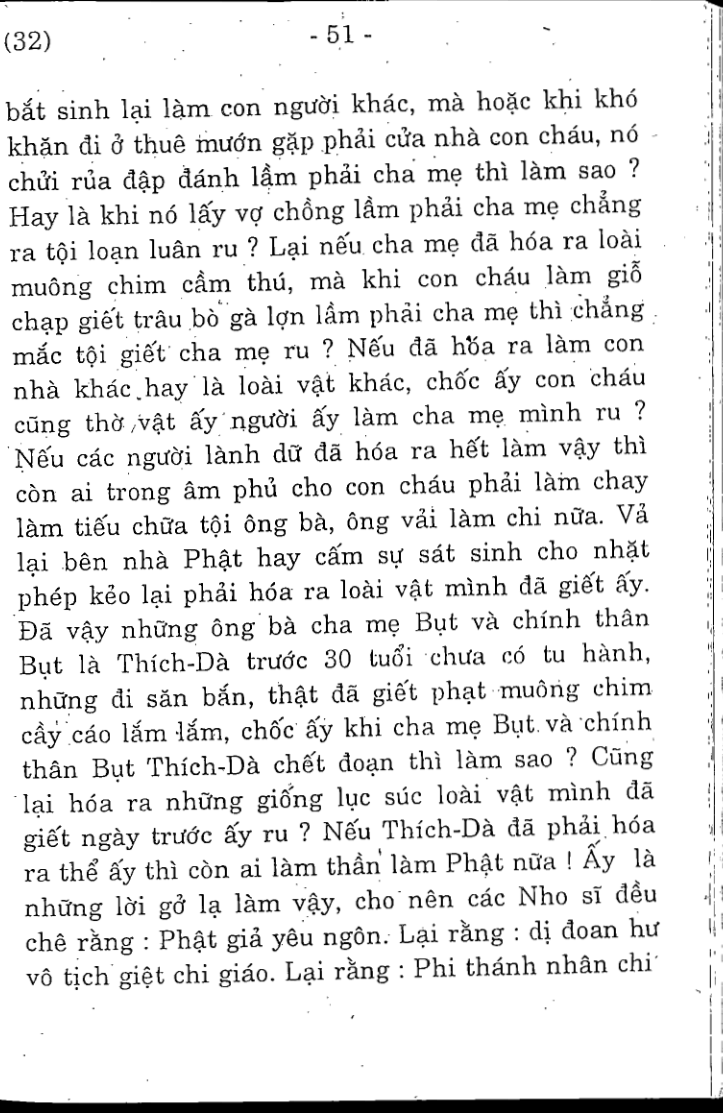 (32)
- 51 -
bắt sinh lại làm con người khác, mà hoặc khi khó
khăn đi ở thuê mướn gặp phải cửa nhà con cháu, nó
chửi rủa đập đánh lầm phải cha mẹ thì làm sao ?
Hay là khi nó lấy vợ chồng lầm phải cha mẹ chẳng
ra tội loạn luân ru ? Lại nếu cha mẹ đã hóa ra loài
muông chim cầm thú, mà khi con cháu làm giỗ
chạp giết trâu bò gà lợn lầm phải cha mẹ thì chẳng
mắc tội giết cha mẹ ru ? Nếu đã hóa ra làm con
nhà khác hay là loài vật khác, chốc ấy con cháu
cũng thờ vật ấy người ấy làm cha mẹ mình ru ?
Nếu các người lành dữ đã hóa ra hết làm vậy thì
còn ai trong âm phủ cho con cháu phải làm chay
làm tiếu chữa tội ông bà, ông vải làm chi nữa. Vả
lại bên nhà Phật hay cấm sự sát sinh cho nhặt
phép kẻo lại phải hóa ra loài vật mình đã giết ấy.
Đã vậy những ông bà cha mẹ Bụt và chính thân
Bụt là Thích-Dà trước 30 tuổi chưa có tu hành,
những đi săn bắn, thật đã giết phạt muông chim
cầy cáo lắm lắm, chốc ấy khi cha mẹ Bụt và chính
thân Bụt Thích-Dà chết đoạn thì làm sao ? Cũng
lại hóa ra những giống lục súc loài vật mình đã
giết ngày trước ấy ru ? Nếu Thích-Dà đã phải hóa
ra thể ấy thì còn ai làm thần làm Phật nữa ! Ấy là
những lời gở lạ làm vậy, cho nên các Nho sĩ đều
chê rằng : Phật giả yêu ngôn. Lại rằng : dị đoan hư
vô tịch giệt chi giáo. Lại rằng : Phi thánh nhân chi